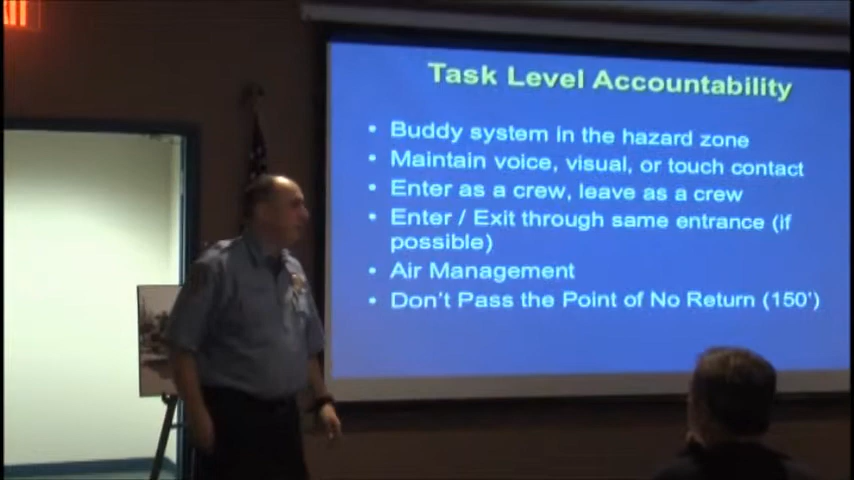 Task Level Accountability
• Buddy system in the hazard zone
• Maintain voice, visual, or touch contact
• Enter as a crew, leave as a crew
• Enter / Exit through same entrance (if
possible)
• Air Management
• Don't Pass the Point of No Return (150')